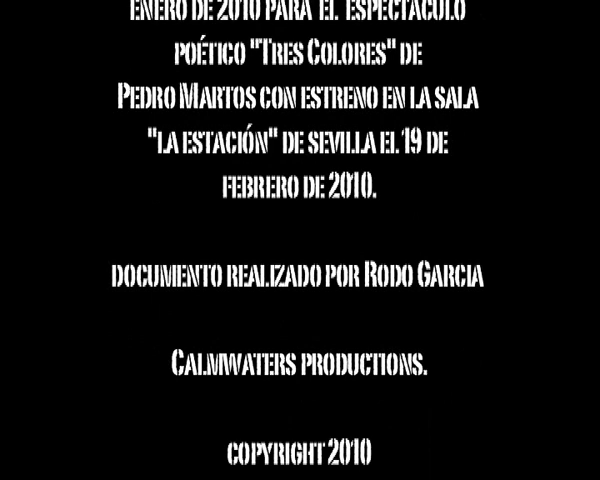 ENERO DE 2010 PARA EL ESPECTÁCULO
POÉTICO "TRES COLORES" DE
PEDRO MARTOS CON ESTRENO EN LA SALA
"LA ESTACIÓN" DE SEVILLA EL 19 DE
FEBRERO DE 2010.
DOCUMENTO REALIZADO POR RODO GARCIA
CALMWATERS PRODUCTIONS.
COPYRIGHT 2010